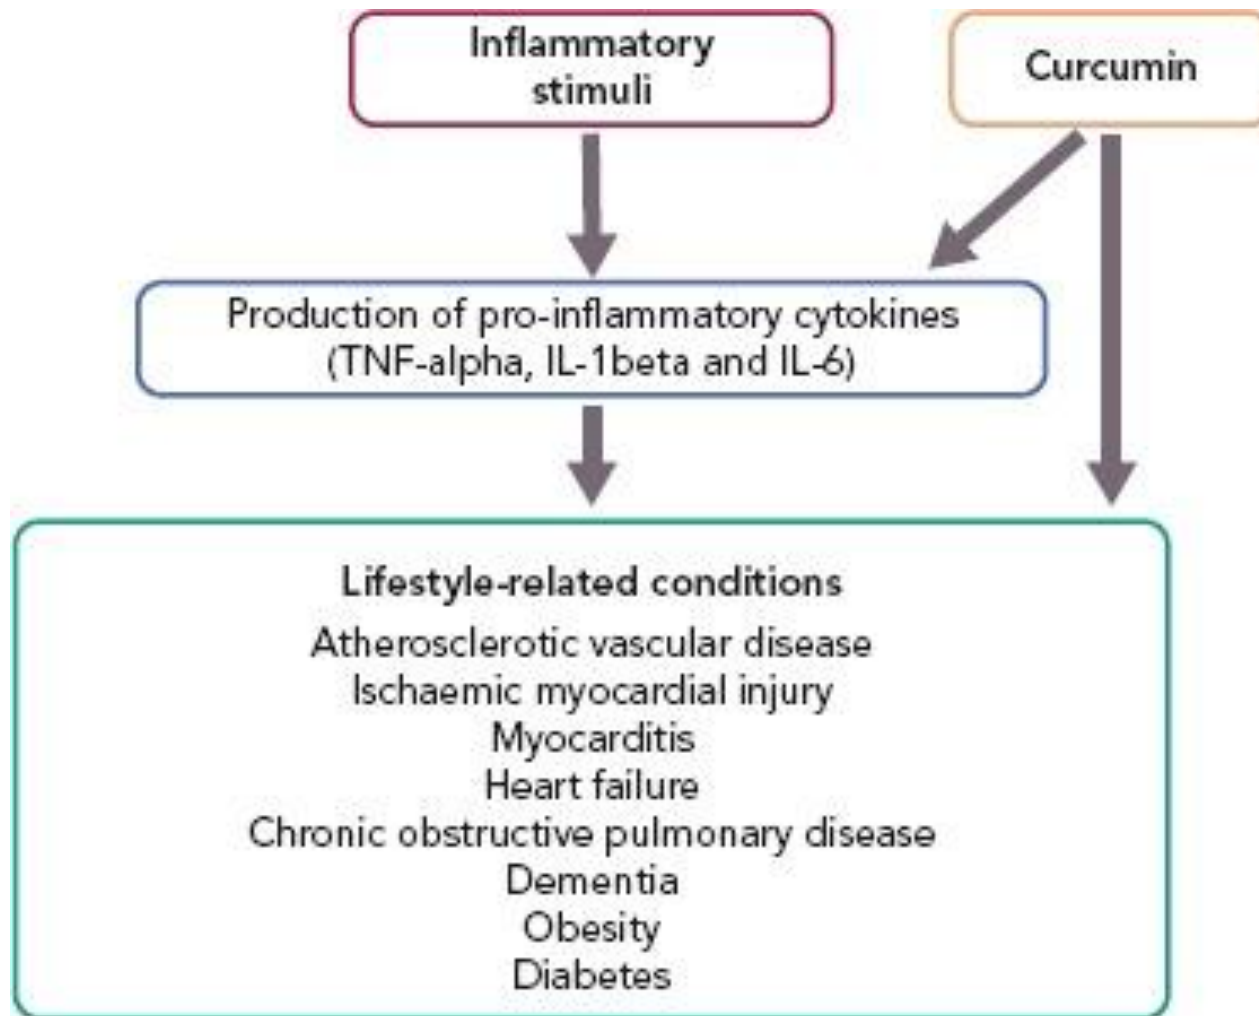 Inflammatory
stimuli
Curcumin
Production of pro-inflammatory cytokines
(TNF-alpha, IL-1beta and IL-6)
Lifestyle-related conditions
Atherosclerotic vascular disease
Ischaemic myocardial injury
Myocarditis
Heart failure
Chronic obstructive pulmonary disease
Dementia
Obesity
Diabetes